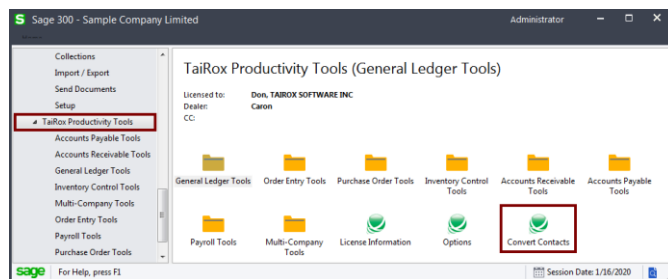 S Sage 300 - Sample Company Limited
Administrator
Collections
Import / Export
Send Documents
Setup
TaiRox Productivity Tools
Accounts Payable Tools
Accounts Receivable Tools
General Ledger Tools
Inventory Control Tools
Multi-Company Tools
Order Entry Tools
Payroll Tools
Purchase Order Tools
TaiRox Productivity Tools (General Ledger Tools)
Licensed to: Don, TAIROX SOFTWARE INC
Dealer: Caron
CC:
General Ledger Tools Order Entry Tools Purchase Order Tools Inventory Control Tools Accounts Receivable Tools Accounts Payable Tools
Payroll Tools Multi-Company Tools License Information Options Convert Contacts
sage For Help, press F1 Session Date: 1/16/2020